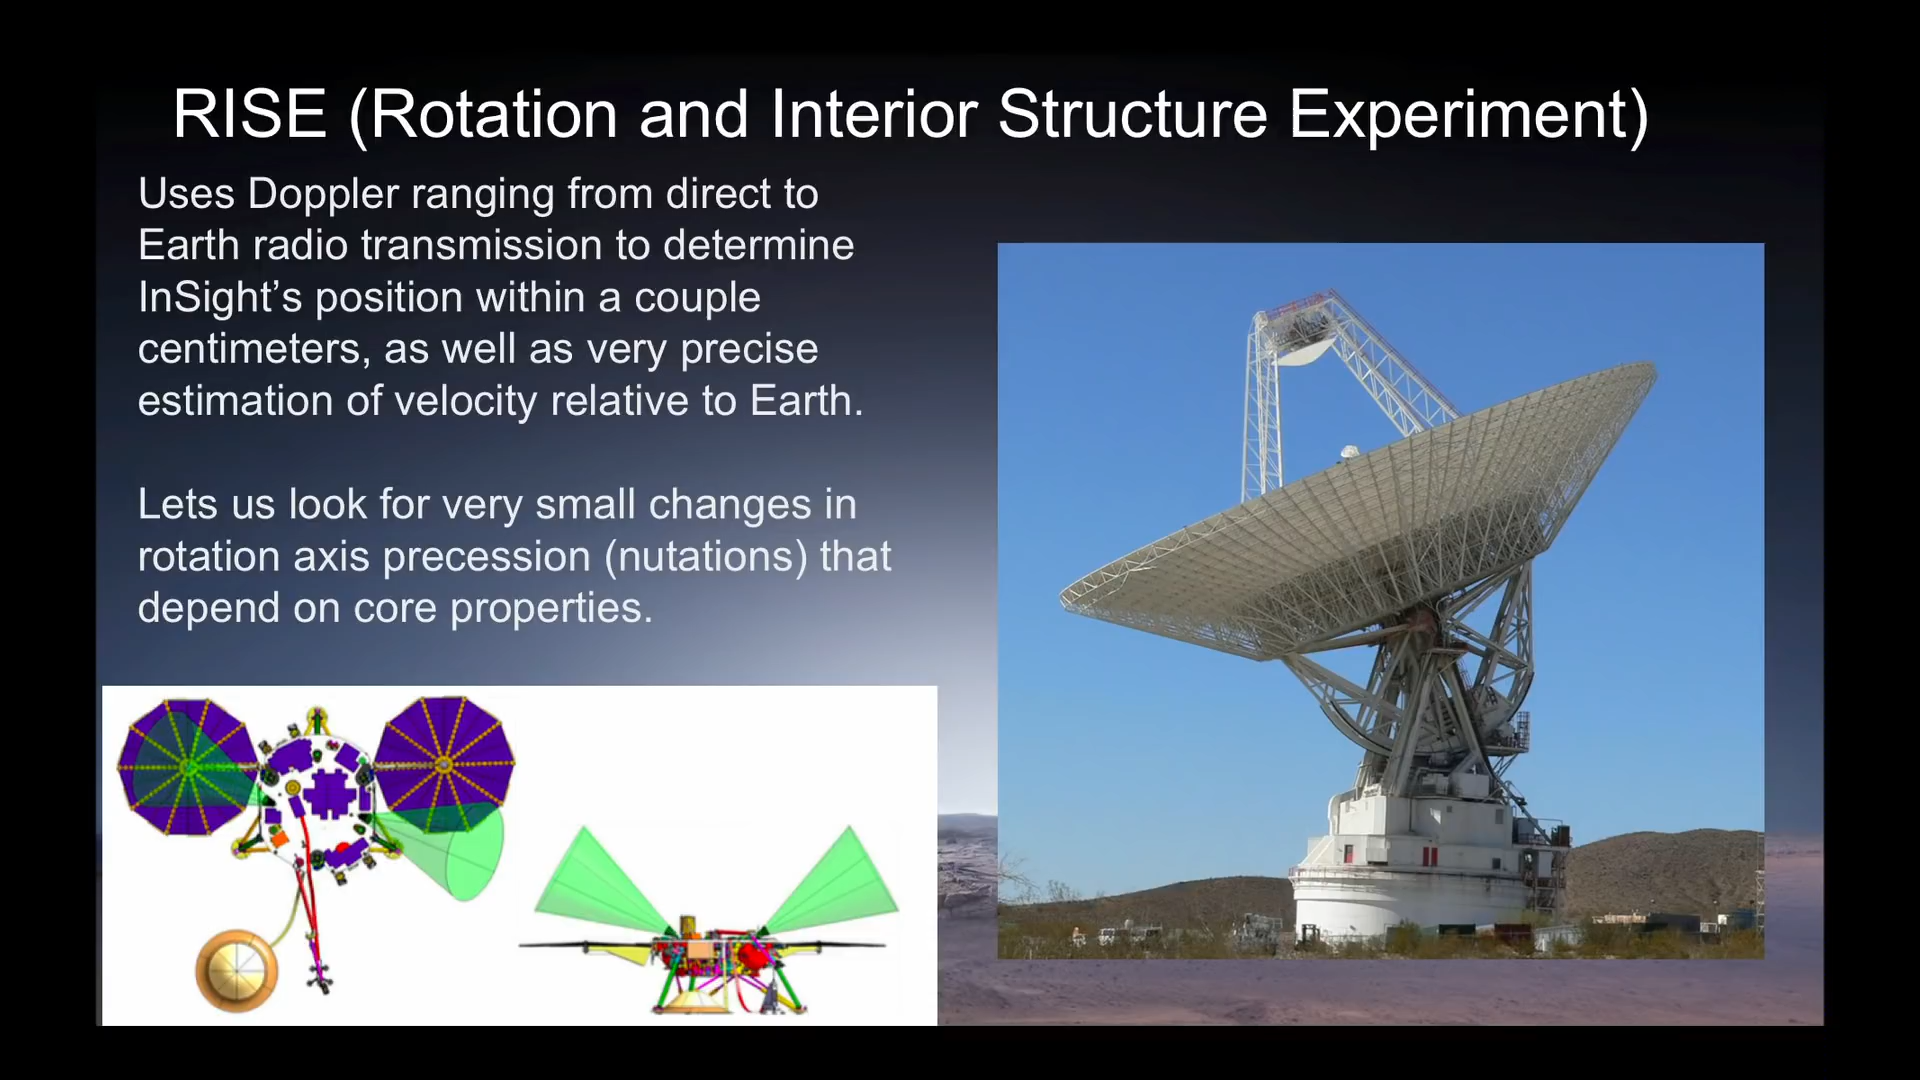 RISE (Rotation and Interior Structure Experiment)
Uses Doppler ranging from direct to
Earth radio transmission to determine
InSight’s position within a couple
centimeters, as well as very precise
estimation of velocity relative to Earth.
Lets us look for very small changes in
rotation axis precession (nutations) that
depend on core properties.